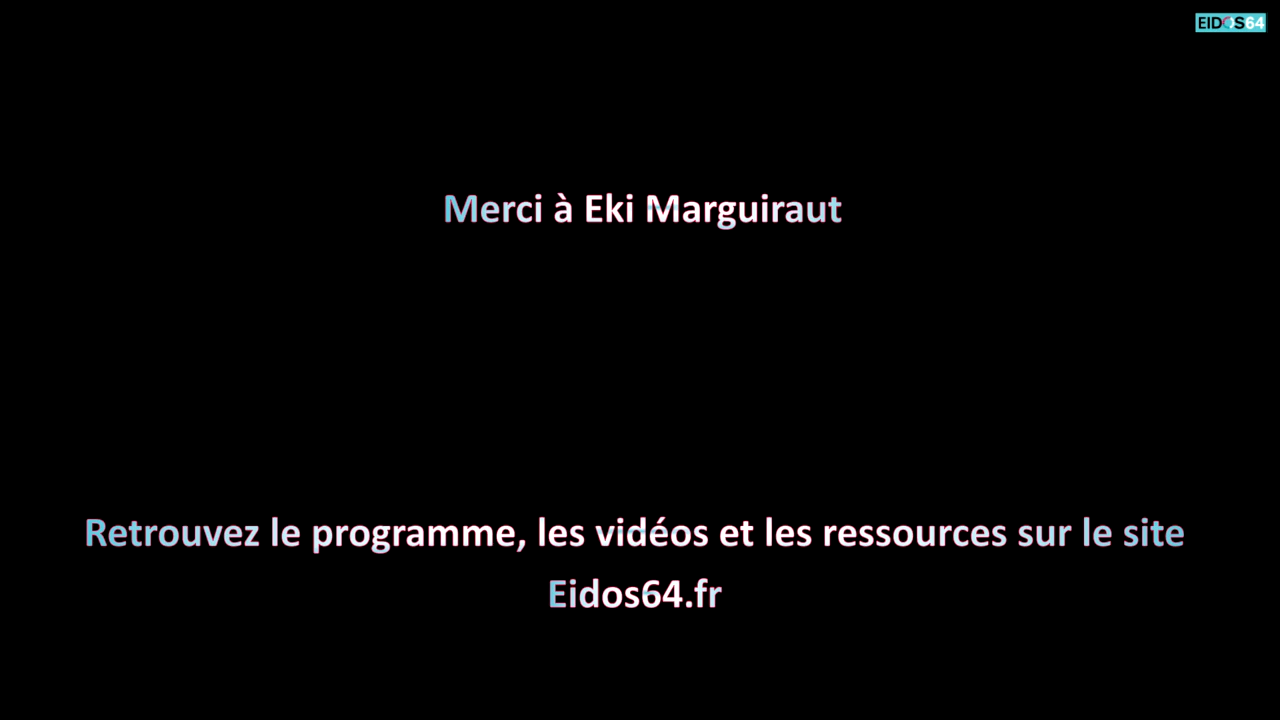 EIDOS64
Merci à Eki Marguiraut
Retrouvez le programme, les vidéos et les ressources sur le site
Eidos64.fr